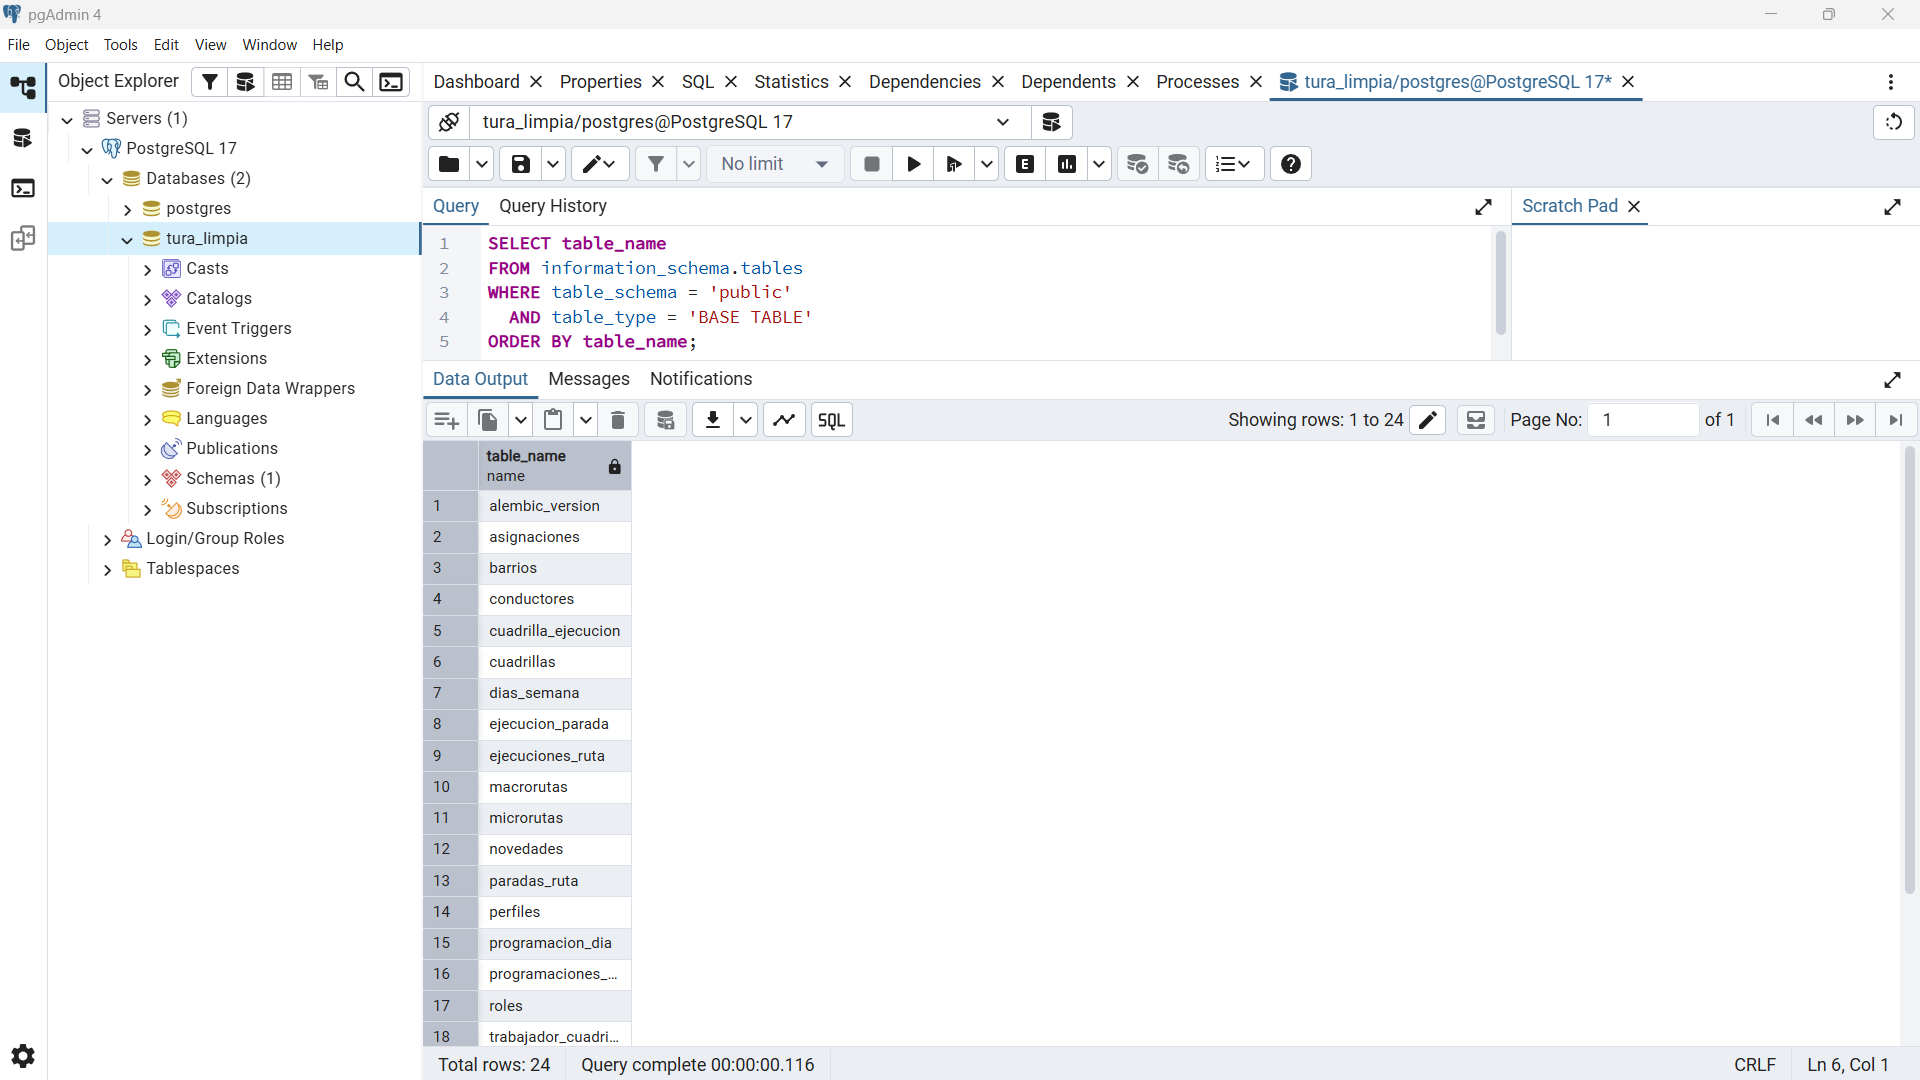 pgAdmin 4
File Object Tools Edit View Window Help
Object Explorer
Dashboard Properties SQL Statistics Dependencies Dependents Processes tura_limpia/postgres@PostgreSQL 17*
Servers (1)
PostgreSQL 17
Databases (2)
postgres
tura_limpia
Casts
Catalogs
Event Triggers
Extensions
Foreign Data Wrappers
Languages
Publications
Schemas (1)
Subscriptions
Login/Group Roles
Tablespaces
tura_limpia/postgres@PostgreSQL 17
No limit
E
Query Query History
Scratch Pad
1 SELECT table_name
2 FROM information_schema.tables
3 WHERE table_schema = 'public'
4 AND table_type = 'BASE TABLE'
5 ORDER BY table_name;
Data Output Messages Notifications
SQL Showing rows: 1 to 24 Page No: 1 of 1
table_name
name
1 alembic_version
2 asignaciones
3 barrios
4 conductores
5 cuadrilla_ejecucion
6 cuadrillas
7 dias_semana
8 ejecucion_parada
9 ejecuciones_ruta
10 macrorutas
11 microrutas
12 novedades
13 paradas_ruta
14 perfiles
15 programacion_dia
16 programaciones_...
17 roles
18 trabajador_cuadri...
Total rows: 24 Query complete 00:00:00.116 CRLF Ln 6, Col 1